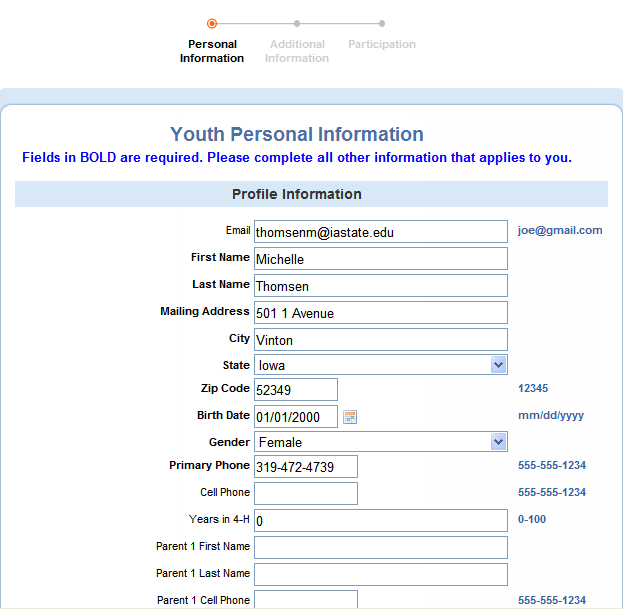 Personal Information
Additional Information
Participation
Youth Personal Information
Fields in BOLD are required. Please complete all other information that applies to you.
Profile Information
Email thomsenm@iastate.edu joe@gmail.com
First Name Michelle
Last Name Thomsen
Mailing Address 501 1 Avenue
City Vinton
State Iowa
Zip Code 52349 12345
Birth Date 01/01/2000 mm/dd/yyyy
Gender Female
Primary Phone 319-472-4739 555-555-1234
Cell Phone 555-555-1234
Years in 4-H 0 0-100
Parent 1 First Name
Parent 1 Last Name
Parent 1 Cell Phone 555-555-1234